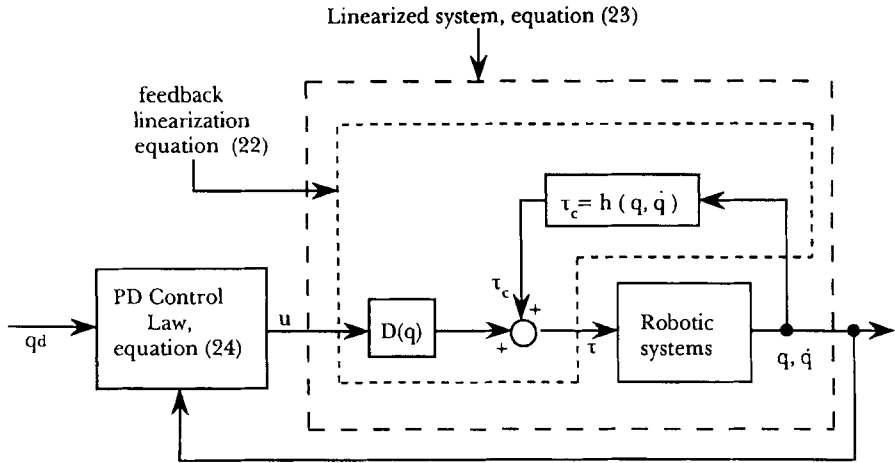 Linearized system, equation (23)
feedback
linearization
equation (22)
τc = h ( q, q̇ )
τc
+
PD Control
Law,
equation (24)
qd
u
D(q)
+
τ
Robotic
systems
q, q̇